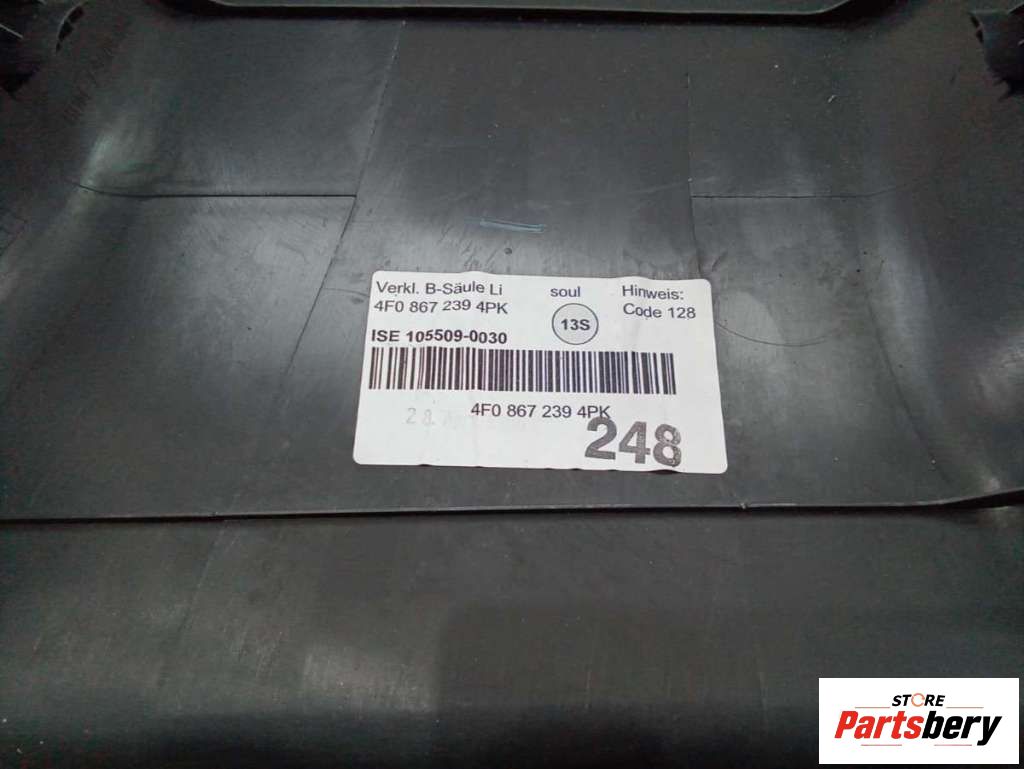 Verkl. B-Säule Li
4F0 867 239 4PK
soul
13S
Hinweis:
Code 128
ISE 105509-0030
4F0 867 239 4PK
248
STORE
Partsbery